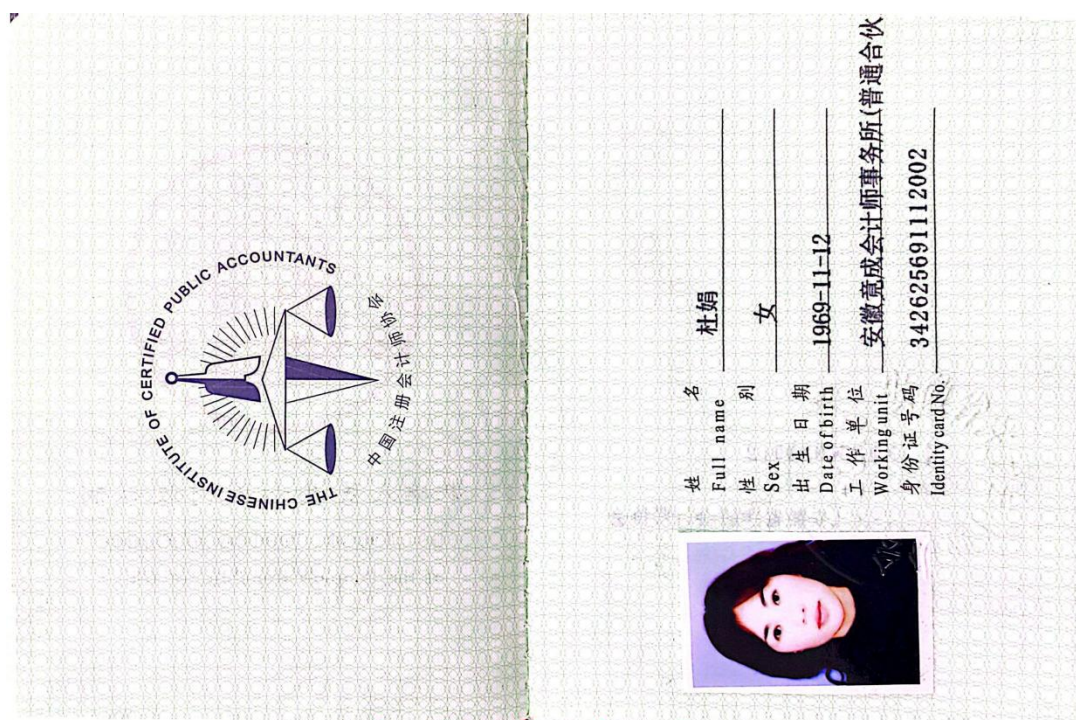 THE CHINESE INSTITUTE OF CERTIFIED PUBLIC ACCOUNTANTS
中国注册会计师协会
姓 名 杜娟
Full name
性 别 女
Sex
出 生 日 期 1969-11-12
Date of birth
工 作 单 位 安徽竟成会计师事务所(普通合伙
Working unit
身份证号码 342625691112002
Identity card No.